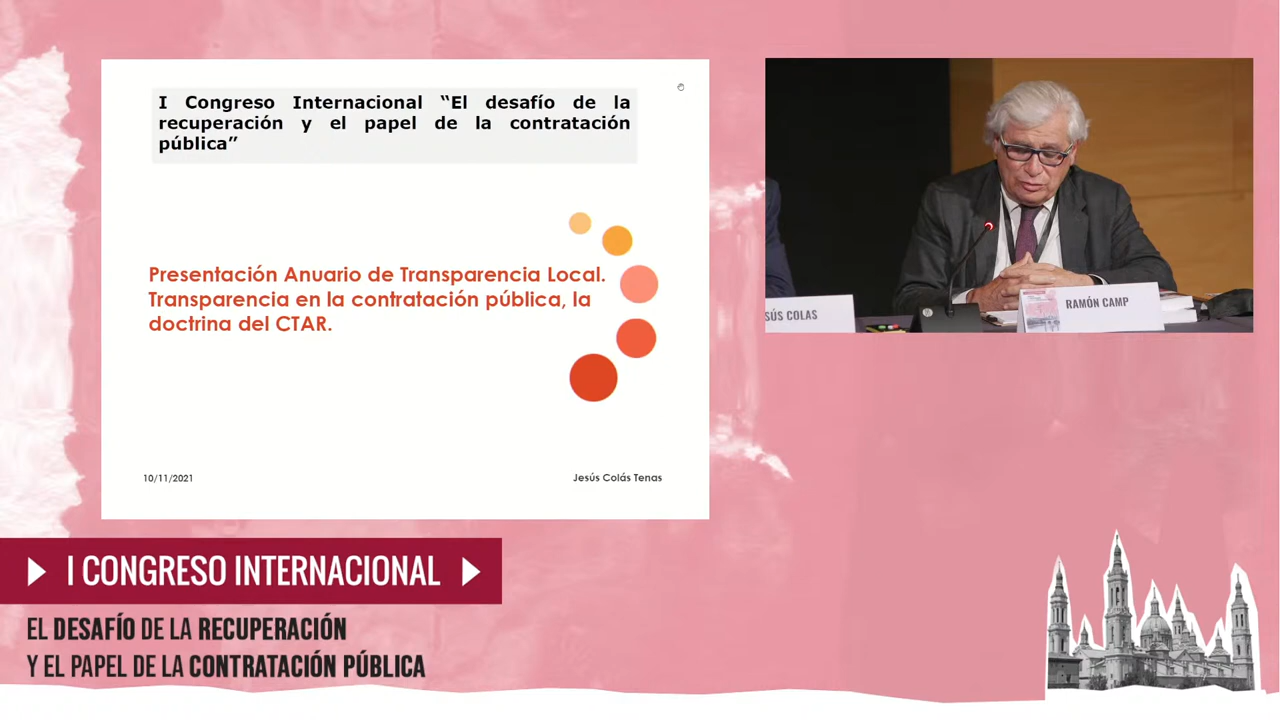 I Congreso Internacional “El desafío de la
recuperación y el papel de la contratación
pública”
Presentación Anuario de Transparencia Local.
Transparencia en la contratación pública, la
doctrina del CTAR.
10/11/2021
Jesús Colás Tenas
SÚS COLAS
RAMÓN CAMP
I CONGRESO INTERNACIONAL
EL DESAFÍO DE LA RECUPERACIÓN
Y EL PAPEL DE LA CONTRATACIÓN PÚBLICA